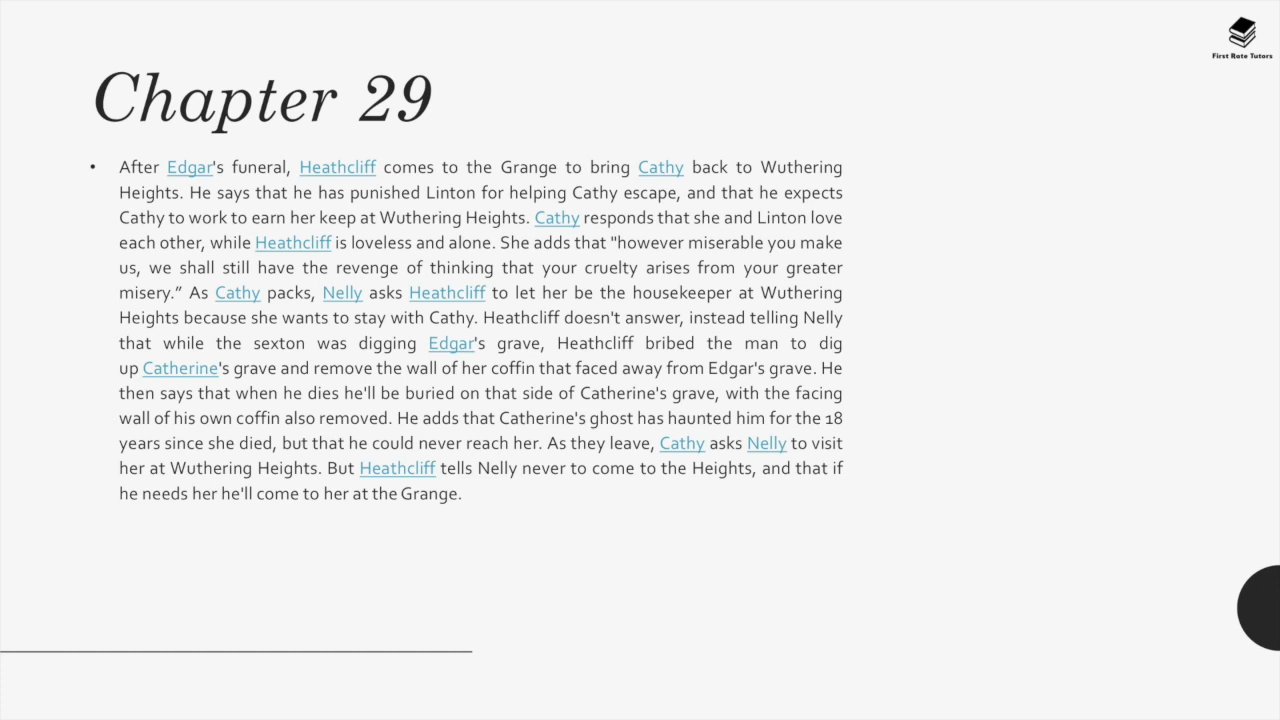 First Rate Tutors
Chapter 29
• After Edgar's funeral, Heathcliff comes to the Grange to bring Cathy back to Wuthering
Heights. He says that he has punished Linton for helping Cathy escape, and that he expects
Cathy to work to earn her keep at Wuthering Heights. Cathy responds that she and Linton love
each other, while Heathcliff is loveless and alone. She adds that "however miserable you make
us, we shall still have the revenge of thinking that your cruelty arises from your greater
misery.” As Cathy packs, Nelly asks Heathcliff to let her be the housekeeper at Wuthering
Heights because she wants to stay with Cathy. Heathcliff doesn't answer, instead telling Nelly
that while the sexton was digging Edgar's grave, Heathcliff bribed the man to dig
up Catherine's grave and remove the wall of her coffin that faced away from Edgar's grave. He
then says that when he dies he'll be buried on that side of Catherine's grave, with the facing
wall of his own coffin also removed. He adds that Catherine's ghost has haunted him for the 18
years since she died, but that he could never reach her. As they leave, Cathy asks Nelly to visit
her at Wuthering Heights. But Heathcliff tells Nelly never to come to the Heights, and that if
he needs her he'll come to her at the Grange.